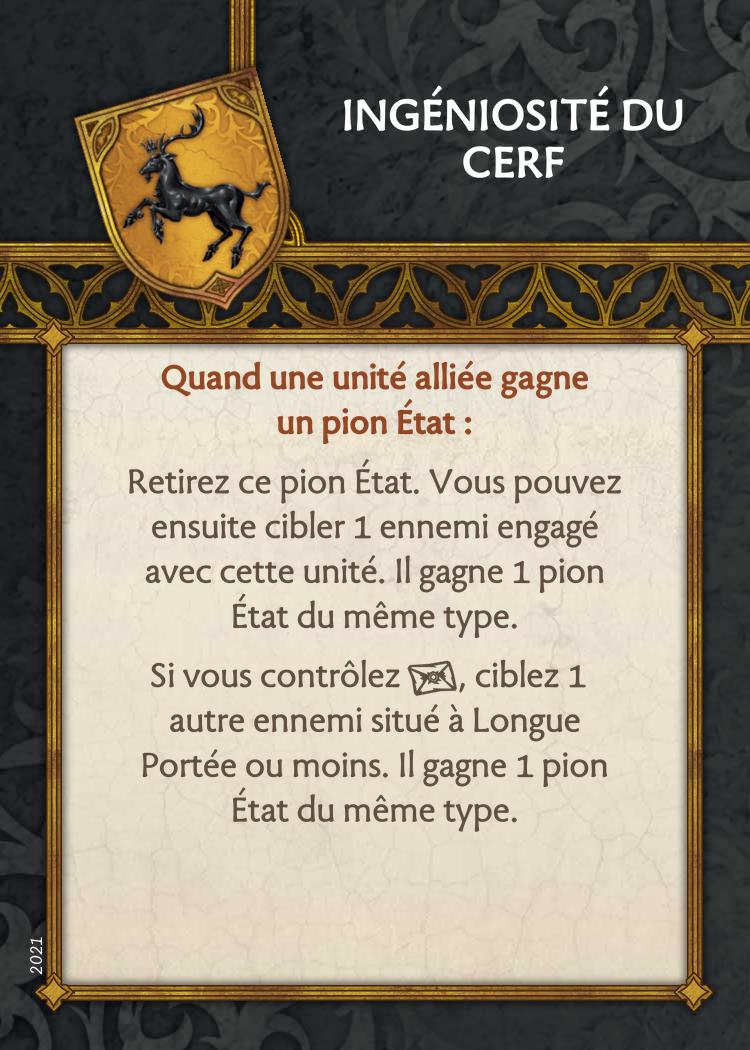 INGÉNIOSITÉ DU
CERF
Quand une unité alliée gagne
un pion État :
Retirez ce pion État. Vous pouvez
ensuite cibler 1 ennemi engagé
avec cette unité. Il gagne 1 pion
État du même type.
Si vous contrôlez , ciblez 1
autre ennemi situé à Longue
Portée ou moins. Il gagne 1 pion
État du même type.
2021